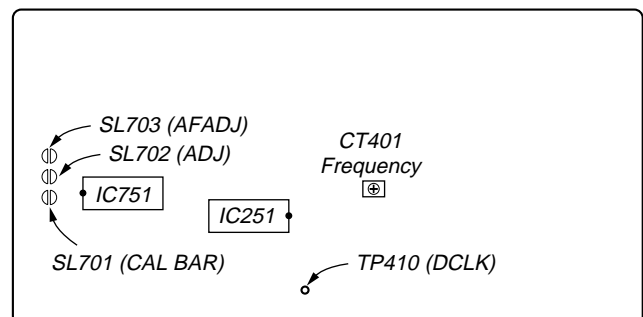 SL703 (AFADJ)
SL702 (ADJ)
CT401
Frequency
IC751
IC251
SL701 (CAL BAR)
TP410 (DCLK)